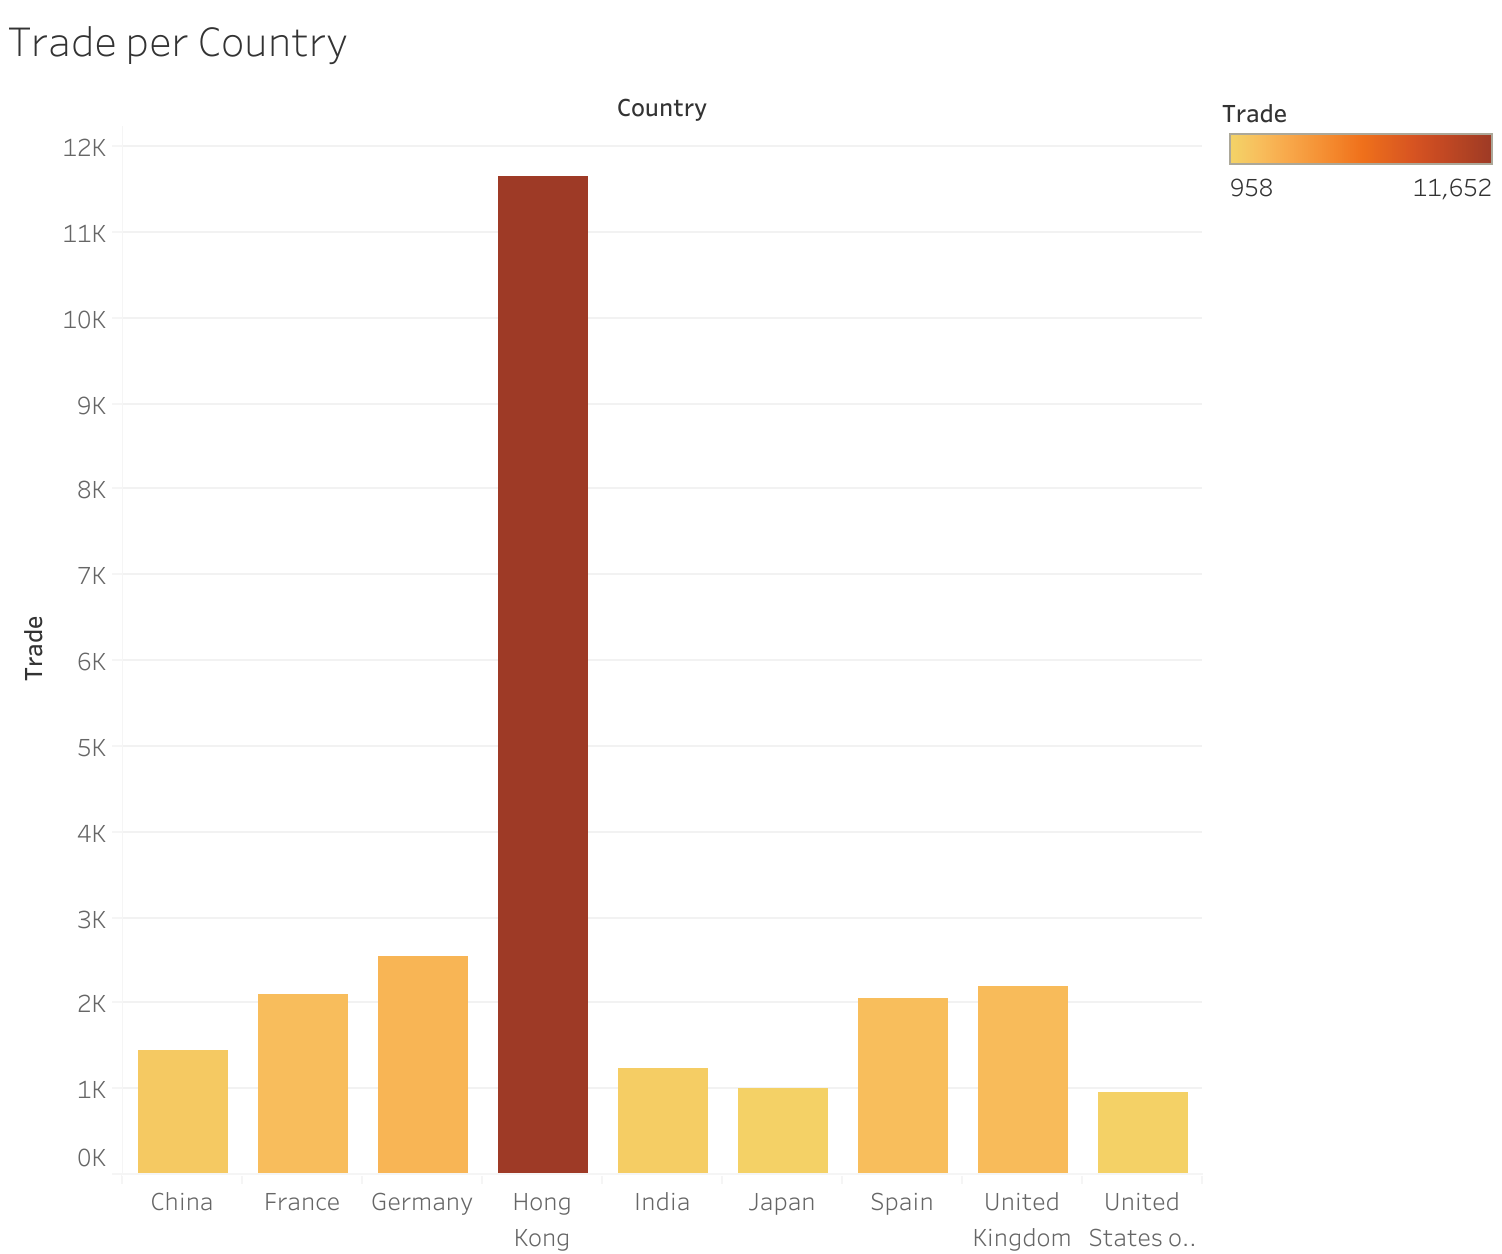 Trade per Country
Country
Trade
958 11,652
12K
11K
10K
9K
8K
7K
6K
5K
4K
3K
2K
1K
0K
Trade
China France Germany Hong Kong India Japan Spain United Kingdom United States o..